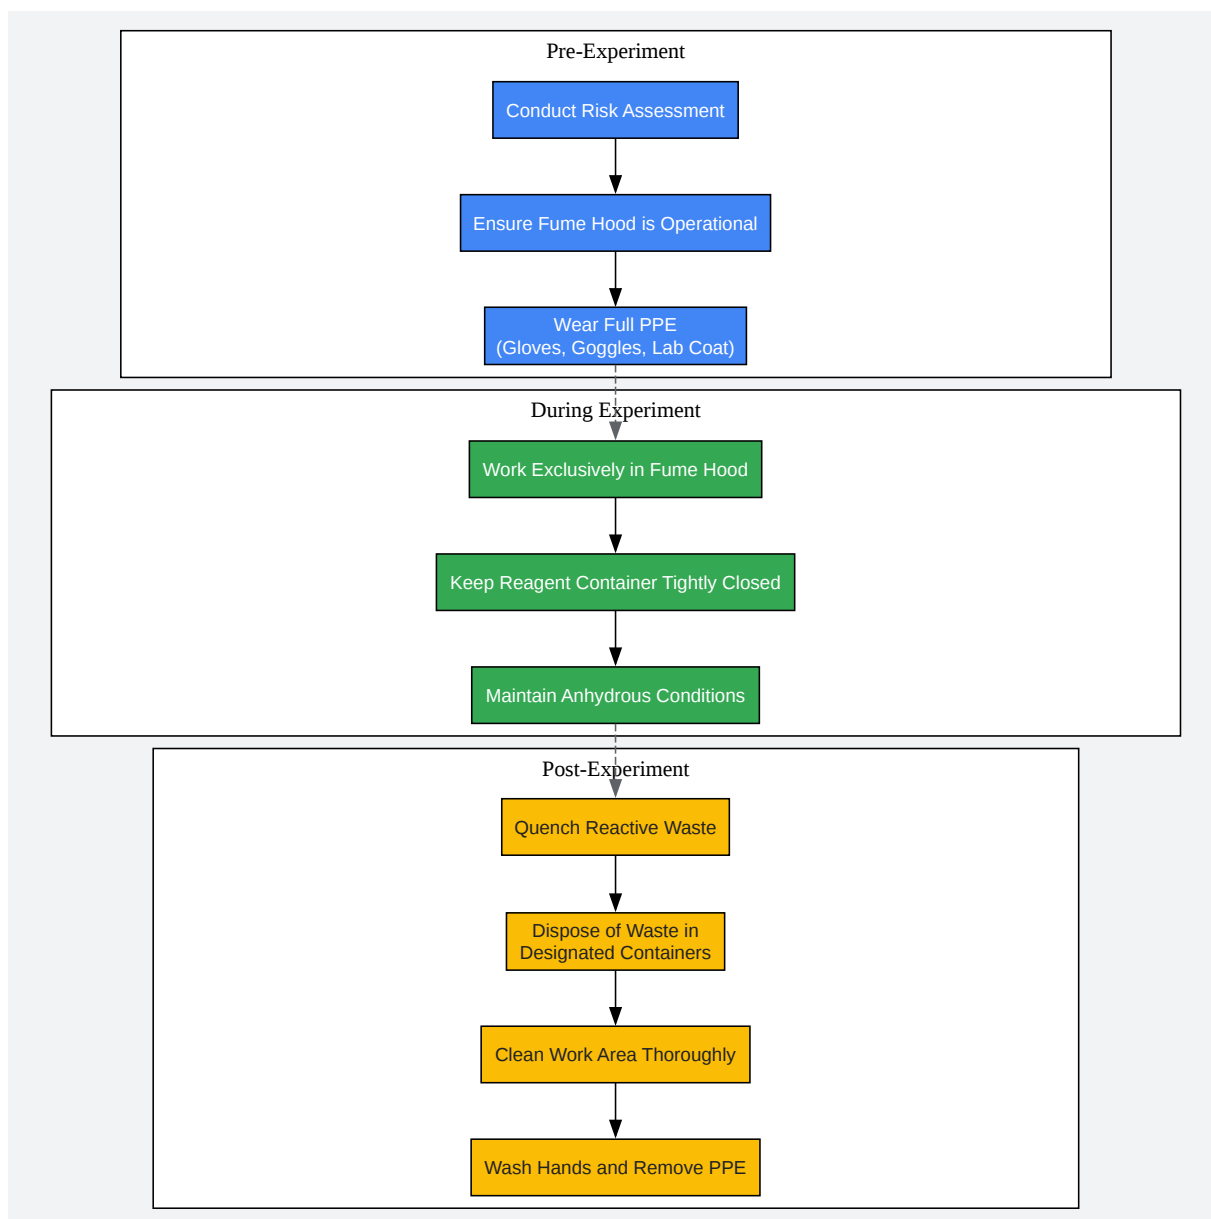 Pre-Experiment
Conduct Risk Assessment
Ensure Fume Hood is Operational
Wear Full PPE
(Gloves, Goggles, Lab Coat)
During Experiment
Work Exclusively in Fume Hood
Keep Reagent Container Tightly Closed
Maintain Anhydrous Conditions
Post-Experiment
Quench Reactive Waste
Dispose of Waste in
Designated Containers
Clean Work Area Thoroughly
Wash Hands and Remove PPE